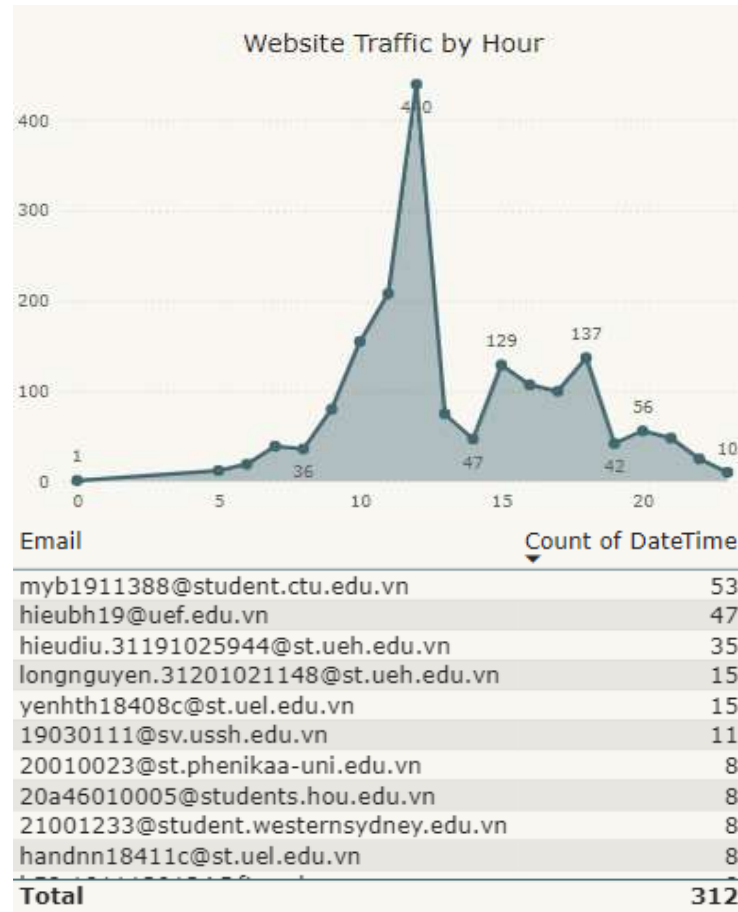 Website Traffic by Hour
440
400
300
200
129 137
100
56
1 36 47 42 10
0
0 5 10 15 20
Email Count of DateTime
myb1911388@student.ctu.edu.vn 53
hieubh19@uef.edu.vn 47
hieudiu.31191025944@st.ueh.edu.vn 35
longnguyen.31201021148@st.ueh.edu.vn 15
yenhth18408c@st.uel.edu.vn 15
19030111@sv.ussh.edu.vn 11
20010023@st.phenikaa-uni.edu.vn 8
20a46010005@students.hou.edu.vn 8
21001233@student.westernsydney.edu.vn 8
handnn18411c@st.uel.edu.vn 8
Total 312